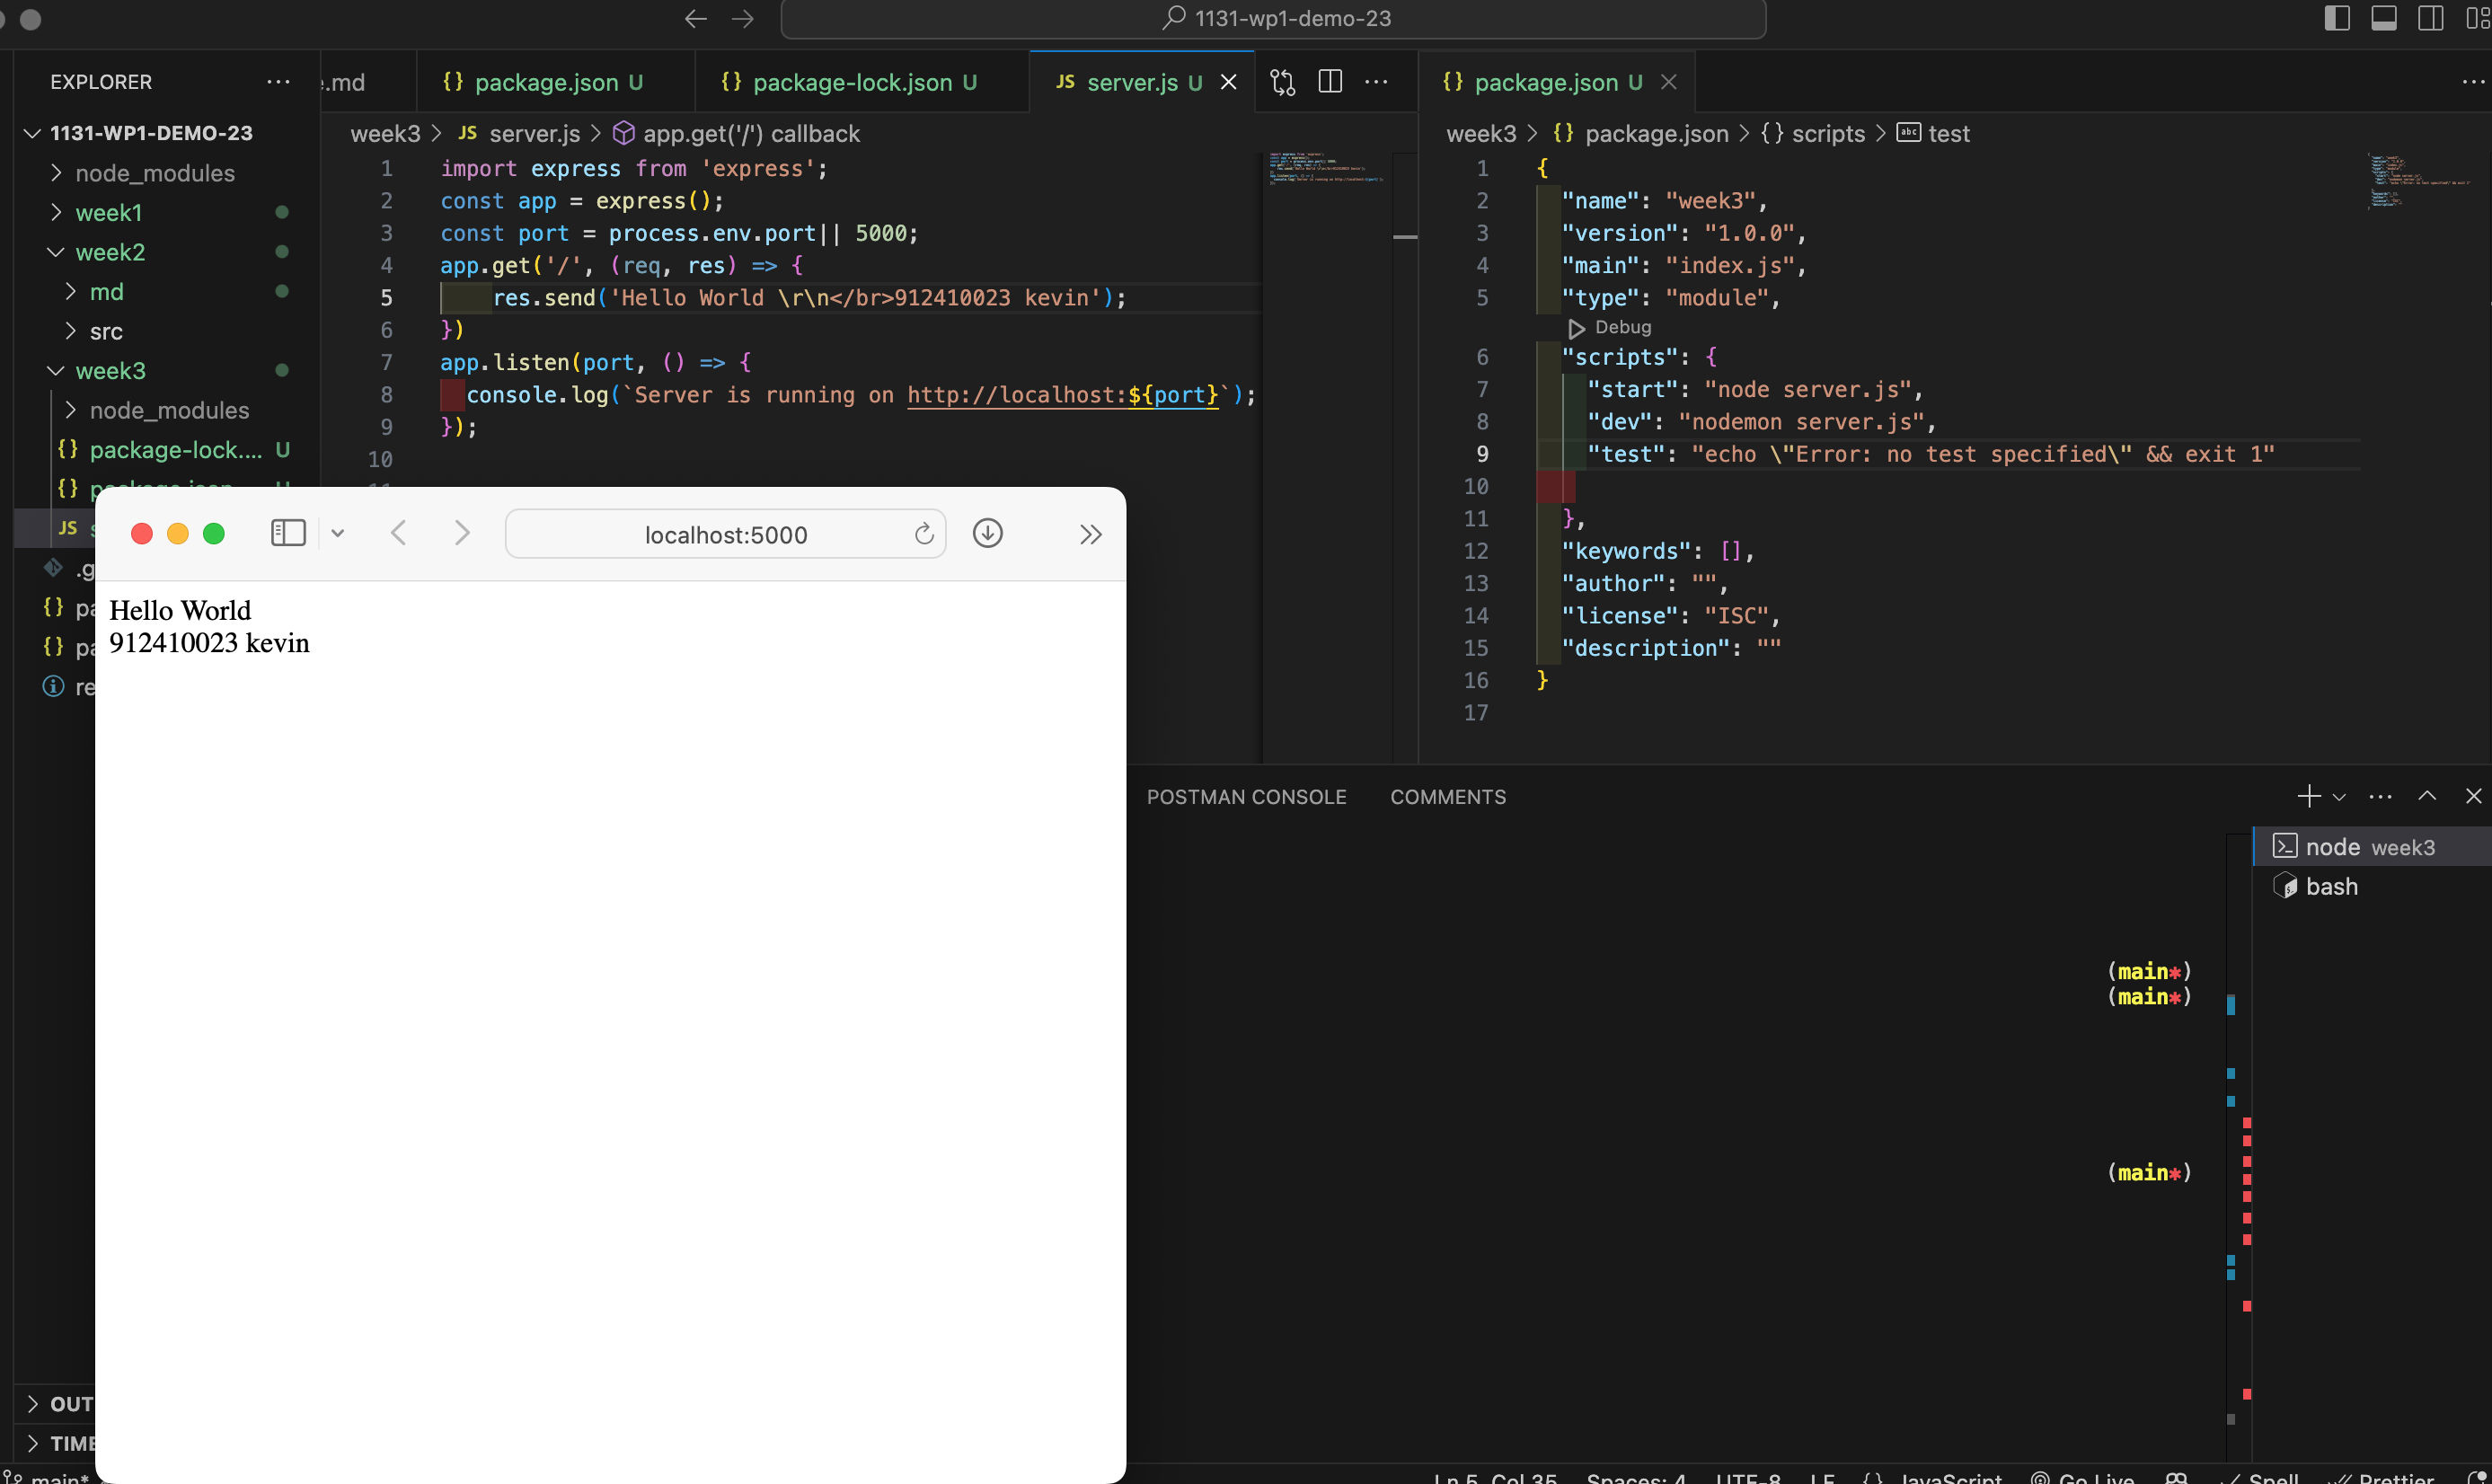 1131-wp1-demo-23
EXPLORER
.md
{} package.json U
{} package-lock.json U
JS server.js U
{} package.json U
1131-WP1-DEMO-23
node_modules
week1
week2
md
src
week3
node_modules
{} package-lock.... U
{} package.json U
JS s
.g
{} pa
{} pa
re
OUT
TIME
week3 > JS server.js > app.get('/') callback
1 import express from 'express';
2 const app = express();
3 const port = process.env.port|| 5000;
4 app.get('/', (req, res) => {
5     res.send('Hello World \r\n</br>912410023 kevin');
6 })
7 app.listen(port, () => {
8   console.log(`Server is running on http://localhost:${port}`);
9 });
10
week3 > {} package.json > {} scripts > abc test
1 {
2   "name": "week3",
3   "version": "1.0.0",
4   "main": "index.js",
5   "type": "module",
Debug
6   "scripts": {
7     "start": "node server.js",
8     "dev": "nodemon server.js",
9     "test": "echo \"Error: no test specified\" && exit 1"
10
11   },
12   "keywords": [],
13   "author": "",
14   "license": "ISC",
15   "description": ""
16 }
17
localhost:5000
Hello World
912410023 kevin
POSTMAN CONSOLE
COMMENTS
node week3
bash
(main*)
(main*)
(main*)
main*
Ln 5, Col 35
Spaces: 4
UTF-8
LF
{} JavaScript
Go Live
Spell
Prettier